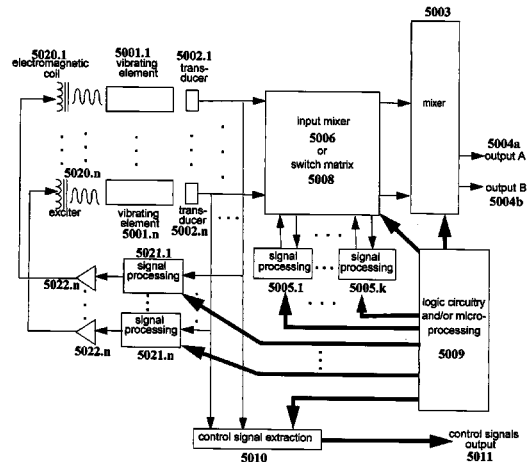 5020.1
electromagnetic
coil
5001.1
vibrating
element
5002.1
trans-
ducer
5003
mixer
input mixer
5006
or
switch matrix
5008
5004a
output A
output B
5004b
5020.n
exciter
vibrating
element
5001.n
trans-
ducer
5002.n
5021.1
signal
processing
5022.n
signal
processing
5005.1
signal
processing
5005.k
logic circuitry
and/or micro-
processing
5009
signal
processing
5021.n
5022.n
control signal extraction
5010
control signals
output
5011